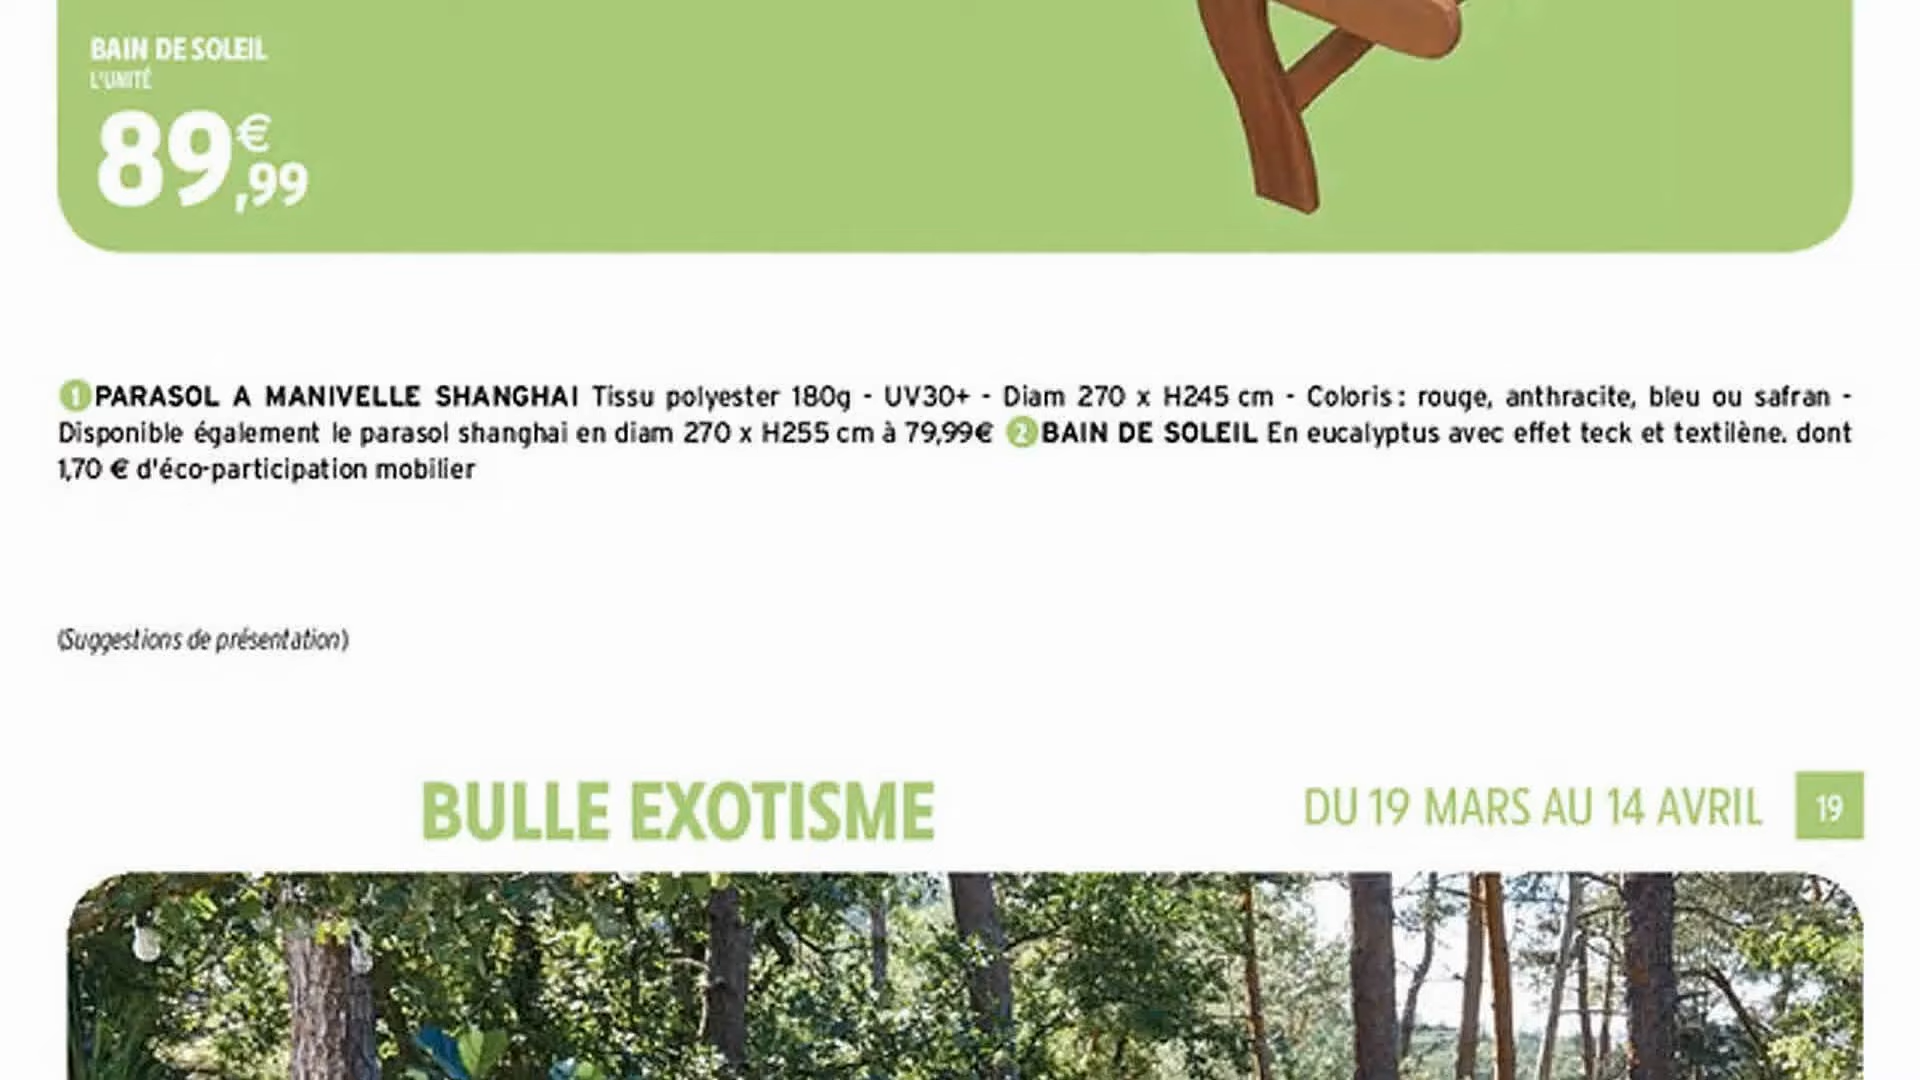 BAIN DE SOLEIL
L'UNITÉ
89€,99
1 PARASOL A MANIVELLE SHANGHAI Tissu polyester 180g - UV30+ - Diam 270 x H245 cm - Coloris : rouge, anthracite, bleu ou safran -
Disponible également le parasol shanghai en diam 270 x H255 cm à 79,99€ 2 BAIN DE SOLEIL En eucalyptus avec effet teck et textilène. dont
1,70 € d'éco-participation mobilier
(Suggestions de présentation)
BULLE EXOTISME
DU 19 MARS AU 14 AVRIL 19